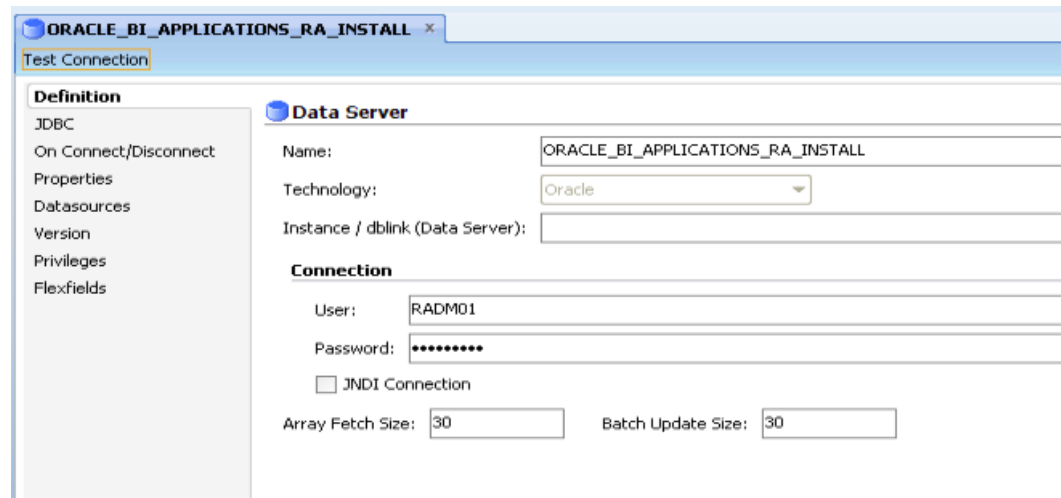 ORACLE_BI_APPLICATIONS_RA_INSTALL ×
Test Connection
Definition
JDBC
On Connect/Disconnect
Properties
Datasources
Version
Privileges
Flexfields
Data Server
Name: ORACLE_BI_APPLICATIONS_RA_INSTALL
Technology: Oracle
Instance / dblink (Data Server):
Connection
User: RADM01
Password: •••••••••
JNDI Connection
Array Fetch Size: 30 Batch Update Size: 30